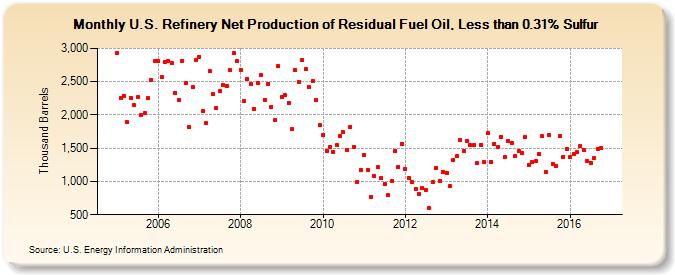 Monthly U.S. Refinery Net Production of Residual Fuel Oil, Less than 0.31% Sulfur
Thousand Barrels
3,000
2,500
2,000
1,500
1,000
500
2006 2008 2010 2012 2014 2016
Source: U.S. Energy Information Administration